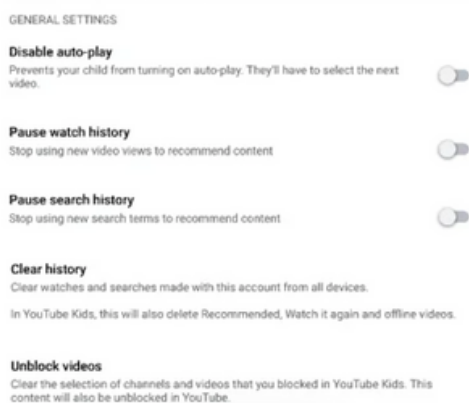 GENERAL SETTINGS
Disable auto-play
Prevents your child from turning on auto-play. They'll have to select the next
video.
Pause watch history
Stop using new video views to recommend content
Pause search history
Stop using new search terms to recommend content
Clear history
Clear watches and searches made with this account from all devices.
In YouTube Kids, this will also delete Recommended, Watch it again and offline videos.
Unblock videos
Clear the selection of channels and videos that you blocked in YouTube Kids. This
content will also be unblocked in YouTube.